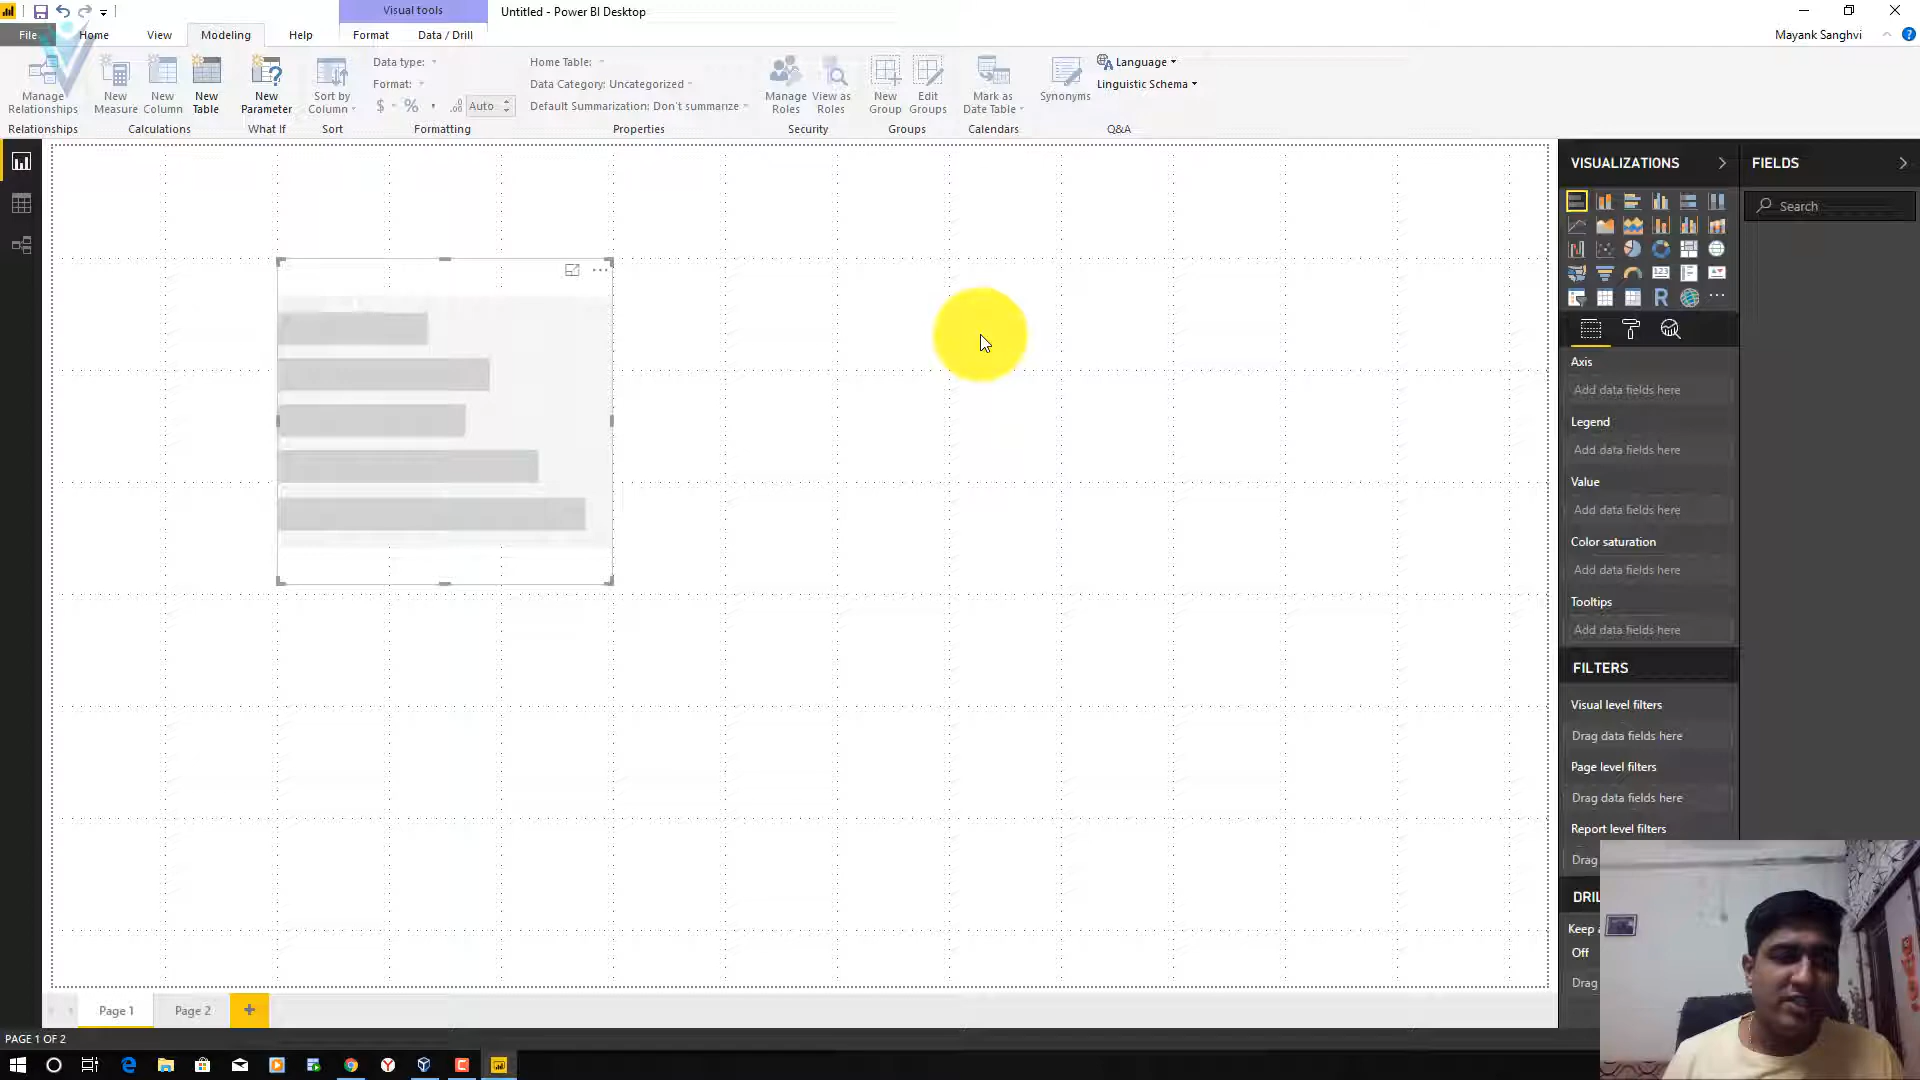 Visual tools
Untitled - Power BI Desktop
File
Home
View
Modeling
Help
Format
Data / Drill
Mayank Sanghvi
Manage Relationships
New Measure
New Column
New Table
New Parameter
Sort by Column
Data type:
Format:
$ % , .00 Auto
Home Table:
Data Category: Uncategorized
Default Summarization: Don't summarize
Manage Roles
View as Roles
New Group
Edit Groups
Mark as Date Table
Synonyms
Language
Linguistic Schema
Relationships
Calculations
What If
Sort
Formatting
Properties
Security
Groups
Calendars
Q&A
VISUALIZATIONS
FIELDS
Search
123
R
Axis
Add data fields here
Legend
Add data fields here
Value
Add data fields here
Color saturation
Add data fields here
Tooltips
Add data fields here
FILTERS
Visual level filters
Drag data fields here
Page level filters
Drag data fields here
Report level filters
Drag
DRIL
Keep a
Off
Drag
Page 1
Page 2
PAGE 1 OF 2